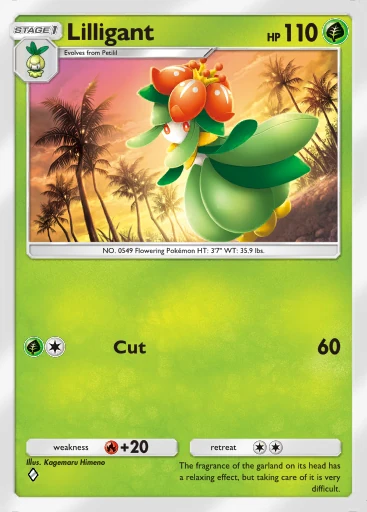 STAGE 1
Lilligant
HP 110
Evolves from Petilil
NO. 0549 Flowering Pokémon HT: 3'7" WT: 35.9 lbs.
Cut 60
weakness +20 retreat
Illus. Kagemaru Himeno
The fragrance of the garland on its head has
a relaxing effect, but taking care of it is very
difficult.